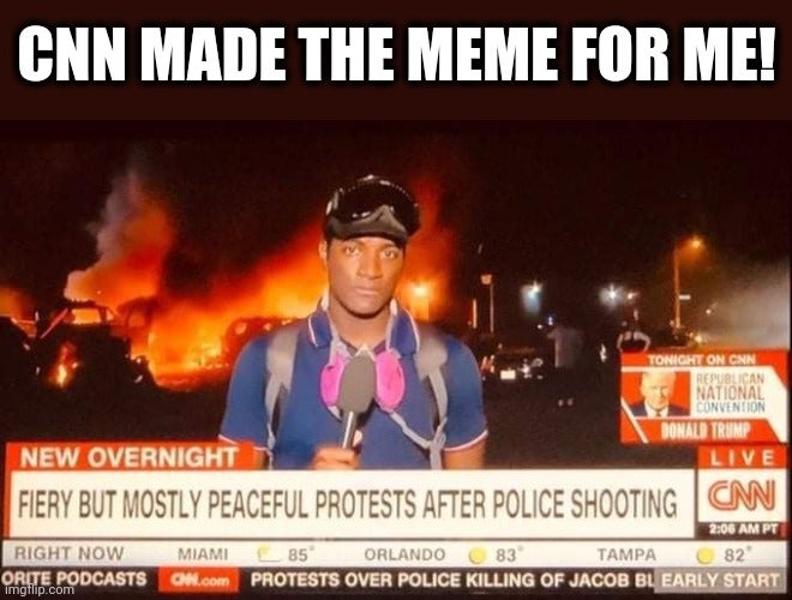 CNN MADE THE MEME FOR ME!
TONIGHT ON CNN
REPUBLICAN
NATIONAL
CONVENTION
DONALD TRUMP
NEW OVERNIGHT
LIVE
FIERY BUT MOSTLY PEACEFUL PROTESTS AFTER POLICE SHOOTING
CNN
2:06 AM PT
RIGHT NOW MIAMI 85° ORLANDO 83° TAMPA 82°
ORITE PODCASTS CNN.com PROTESTS OVER POLICE KILLING OF JACOB BL EARLY START
imgflip.com